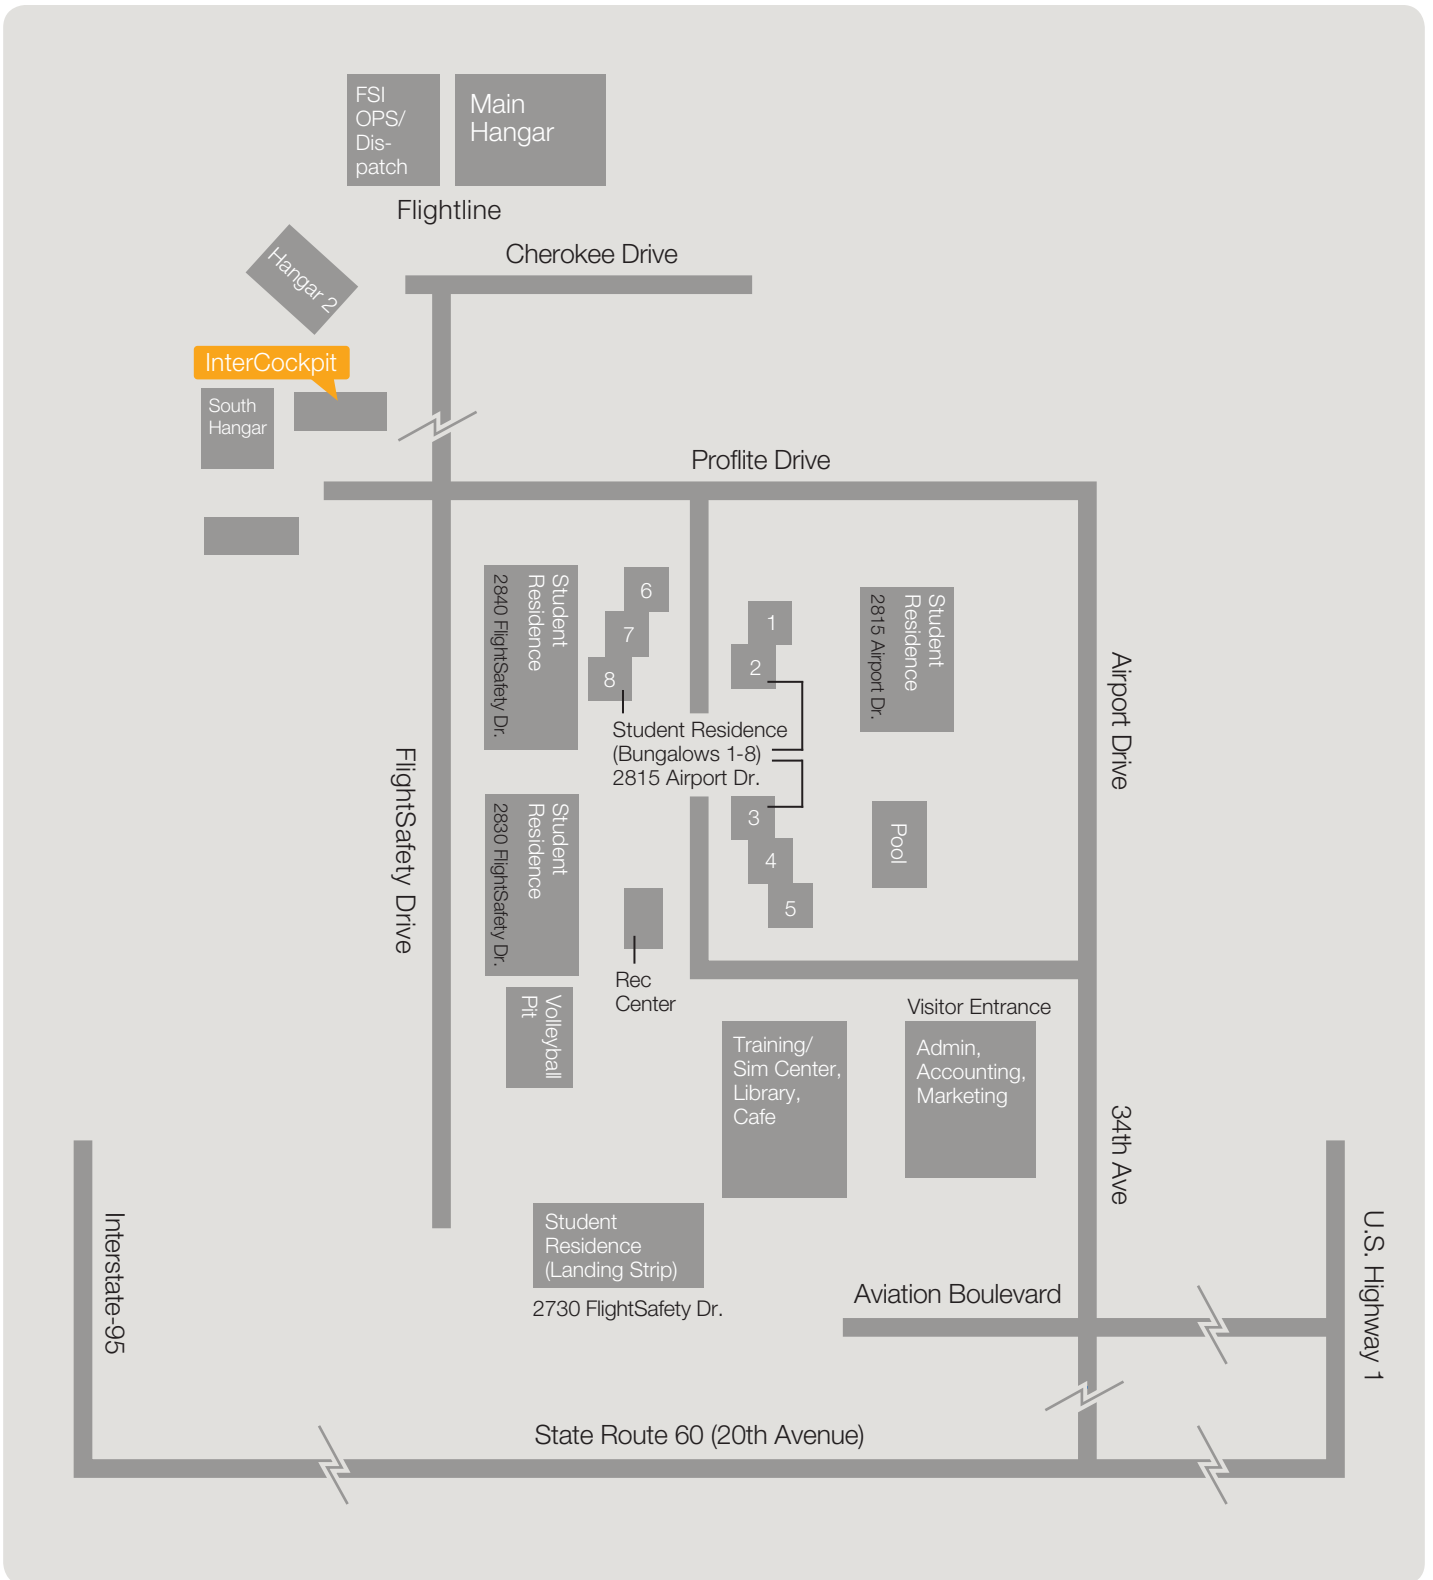 FSI
OPS/
Dis-
patch
Main
Hangar
Flightline
Cherokee Drive
Hangar 2
InterCockpit
South
Hangar
Proflite Drive
Student
Residence
2840 FlightSafety Dr.
6
7
8
1
2
Student
Residence
2815 Airport Dr.
Airport Drive
Student Residence
(Bungalows 1-8)
2815 Airport Dr.
FlightSafety Drive
Student
Residence
2830 FlightSafety Dr.
3
4
5
Pool
Rec
Center
Volleyball
Pit
Visitor Entrance
Training/
Sim Center,
Library,
Cafe
Admin,
Accounting,
Marketing
34th Ave
Interstate-95
Student
Residence
(Landing Strip)
2730 FlightSafety Dr.
Aviation Boulevard
U.S. Highway 1
State Route 60 (20th Avenue)